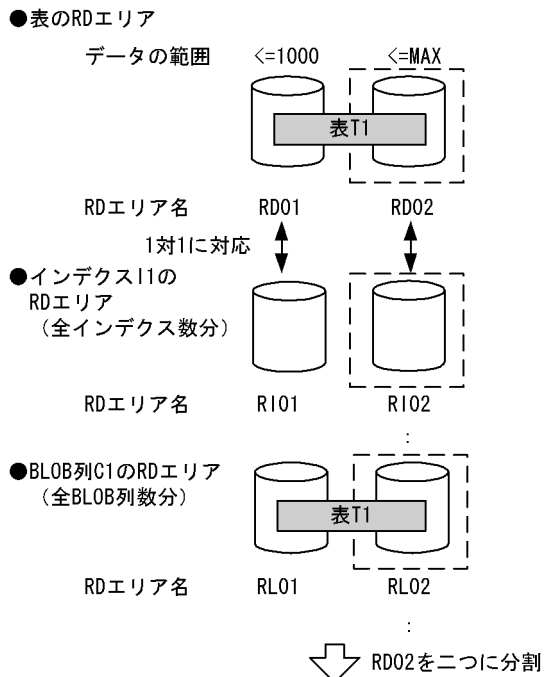 ●表のRDエリア
データの範囲 <=1000 <=MAX
表T1
RDエリア名 RD01 RD02
1対1に対応
●インデクスI1の
RDエリア
（全インデクス数分）
RDエリア名 RI01 RI02
:
●BLOB列C1のRDエリア
（全BLOB列数分）
表T1
RDエリア名 RL01 RL02
:
RD02を二つに分割